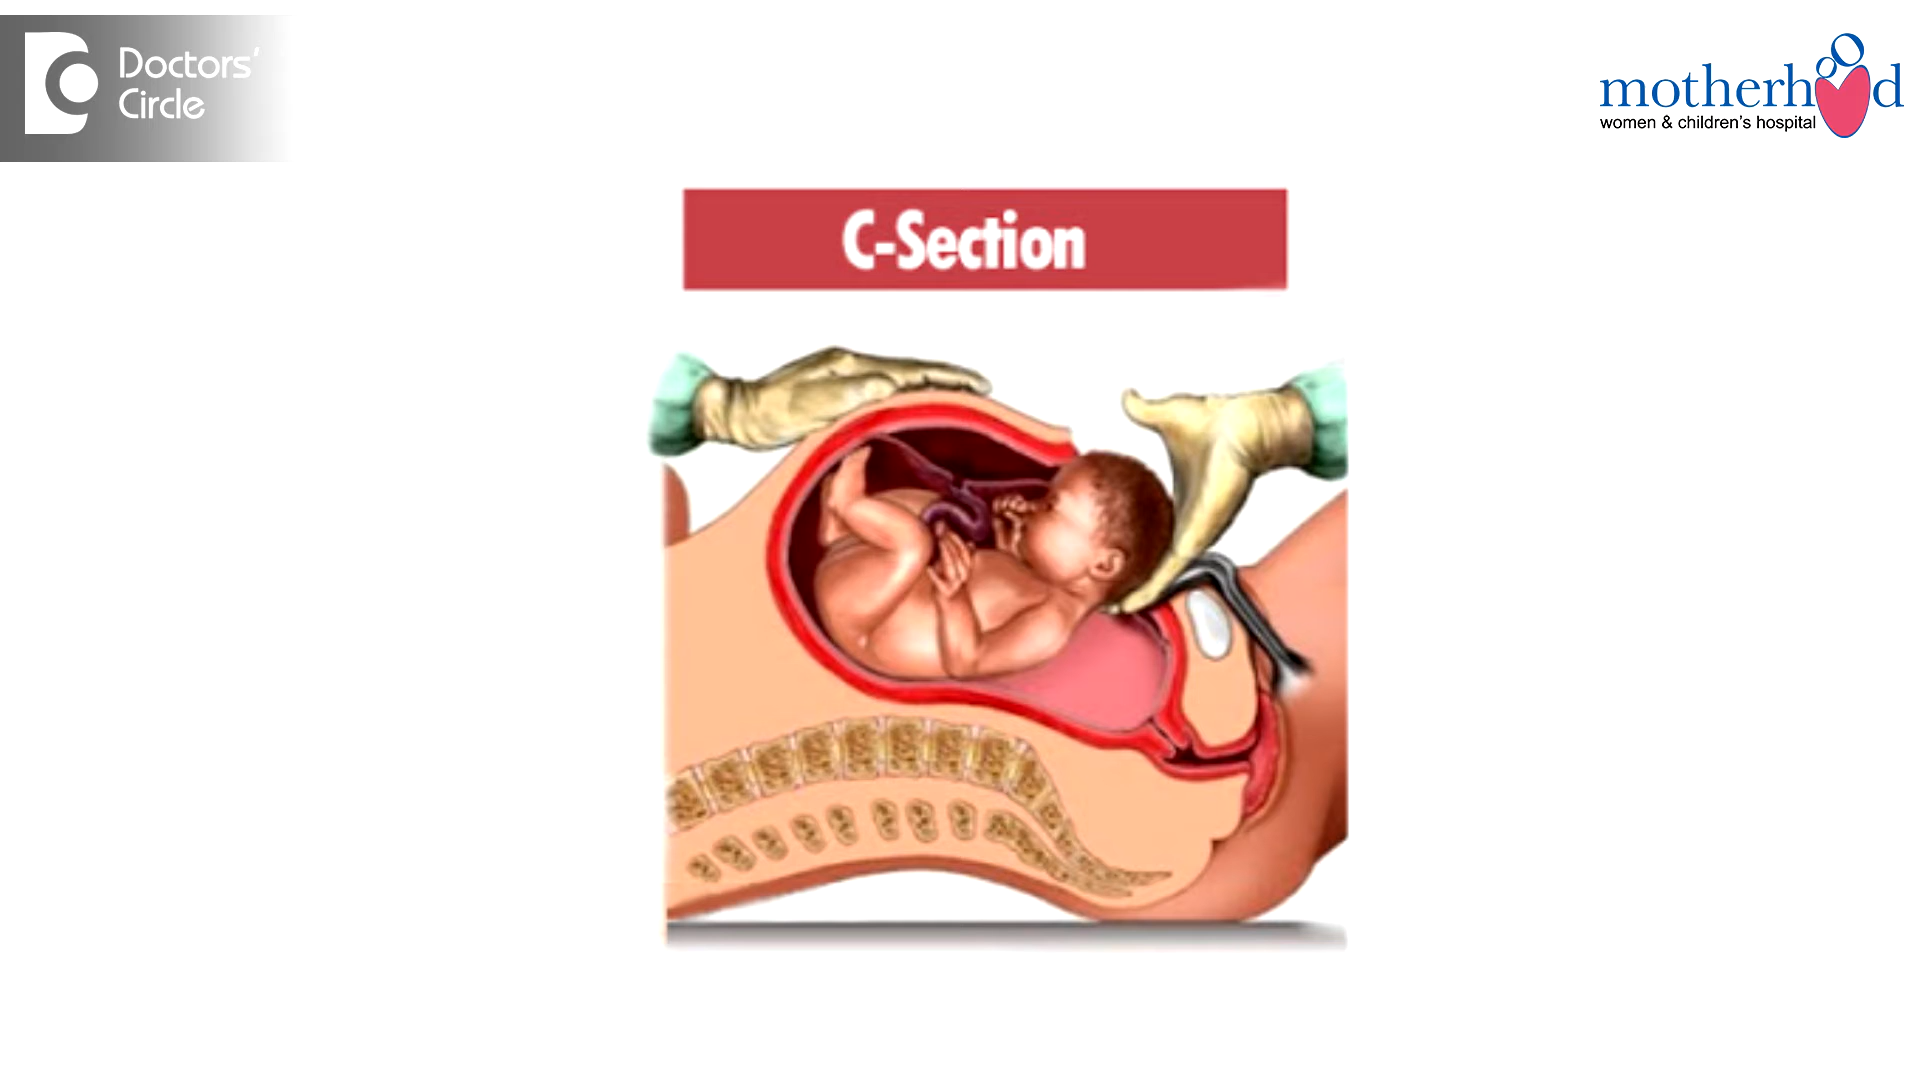 Doctors'
Circle
motherhood
women & children's hospital
C-Section